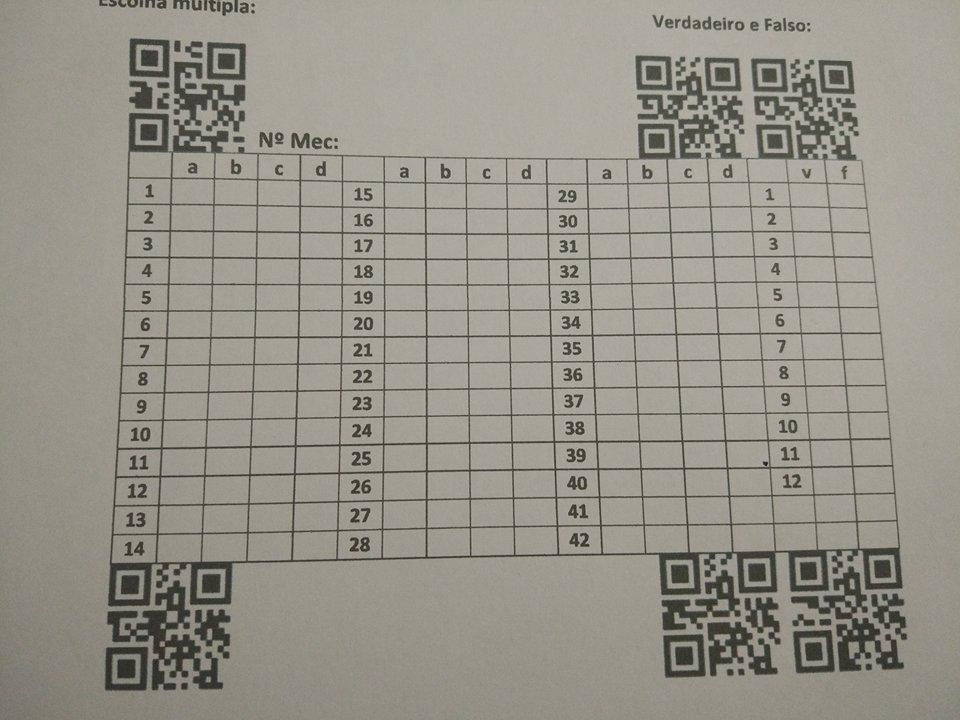 Escolha múltipla:
Verdadeiro e Falso:
Nº Mec:
a b c d a b c d a b c d v f
1 15 29 1
2 16 30 2
3 17 31 3
4 18 32 4
5 19 33 5
6 20 34 6
7 21 35 7
8 22 36 8
9 23 37 9
10 24 38 10
11 25 39 11
12 26 40 12
13 27 41
14 28 42